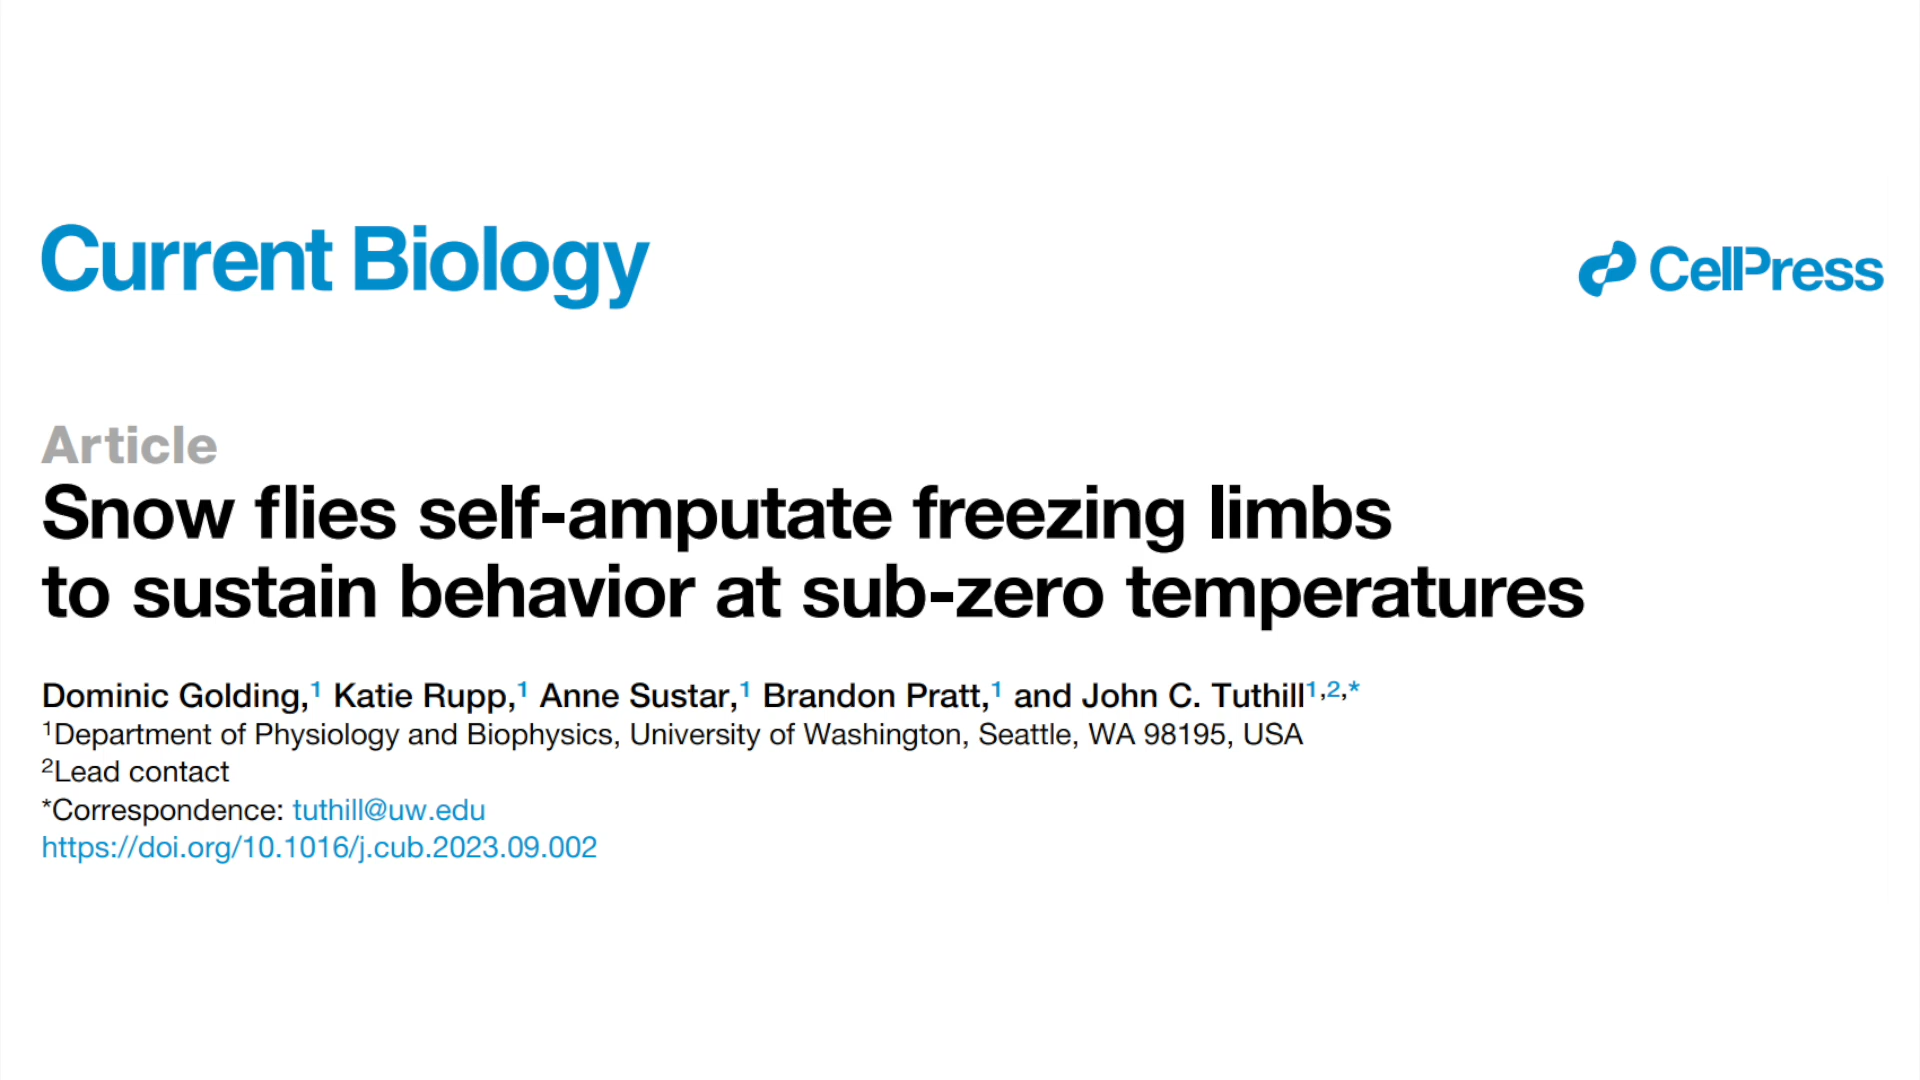 Current Biology
CellPress
Article
Snow flies self-amputate freezing limbs
to sustain behavior at sub-zero temperatures
Dominic Golding,¹ Katie Rupp,¹ Anne Sustar,¹ Brandon Pratt,¹ and John C. Tuthill¹,²,*
¹Department of Physiology and Biophysics, University of Washington, Seattle, WA 98195, USA
²Lead contact
*Correspondence: tuthill@uw.edu
https://doi.org/10.1016/j.cub.2023.09.002